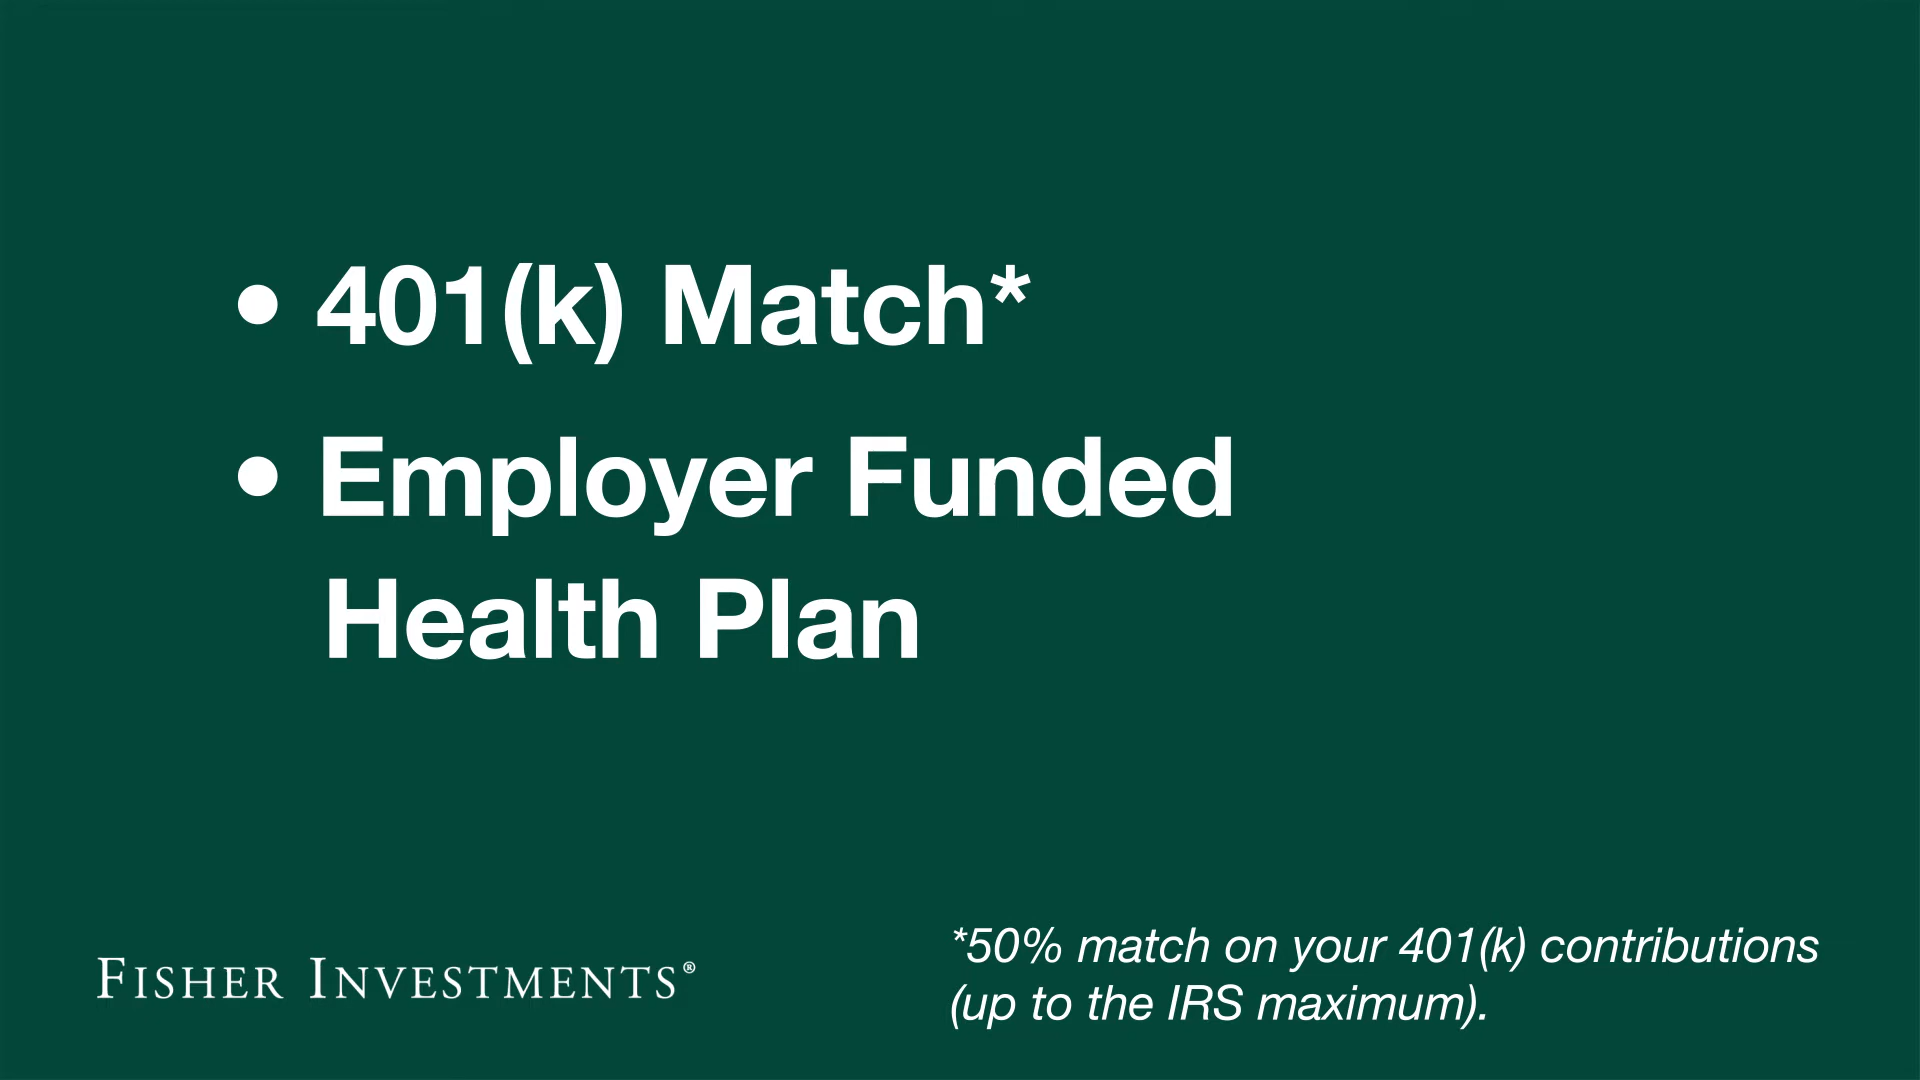 • 401(k) Match*
• Employer Funded
Health Plan
FISHER INVESTMENTS®
*50% match on your 401(k) contributions
(up to the IRS maximum).